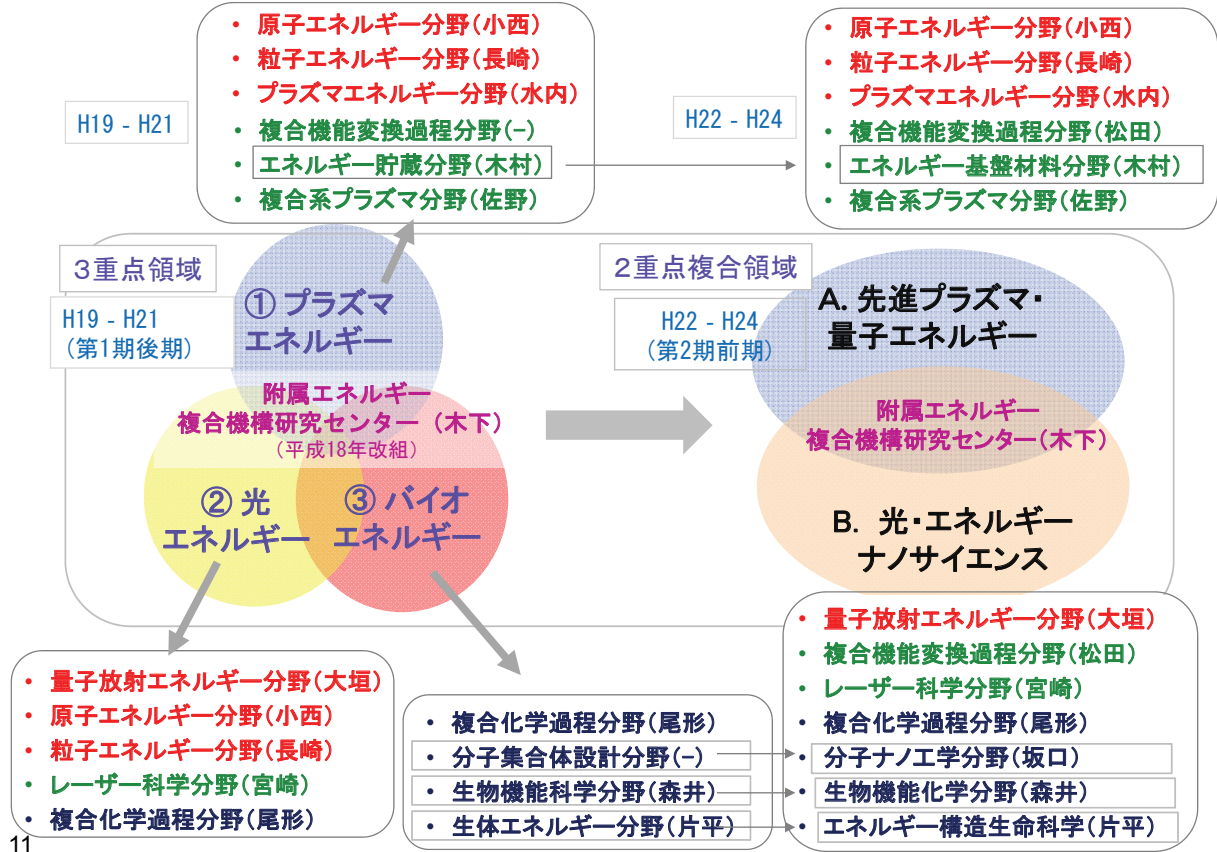 ・ 原子エネルギー分野(小西)
・ 粒子エネルギー分野(長崎)
・ プラズマエネルギー分野(水内)
・ 複合機能変換過程分野(-)
・ エネルギー貯蔵分野(木村)
・ 複合系プラズマ分野(佐野)
H19 - H21
H22 - H24
・ 原子エネルギー分野(小西)
・ 粒子エネルギー分野(長崎)
・ プラズマエネルギー分野(水内)
・ 複合機能変換過程分野(松田)
・ エネルギー基盤材料分野(木村)
・ 複合系プラズマ分野(佐野)
3重点領域
H19 - H21
(第1期後期)
① プラズマ
エネルギー
附属エネルギー
複合機構研究センター (木下)
(平成18年改組)
② 光
エネルギー
③ バイオ
エネルギー
2重点複合領域
H22 - H24
(第2期前期)
A. 先進プラズマ・
量子エネルギー
附属エネルギー
複合機構研究センター(木下)
B. 光・エネルギー
ナノサイエンス
・ 量子放射エネルギー分野(大垣)
・ 原子エネルギー分野(小西)
・ 粒子エネルギー分野(長崎)
・ レーザー科学分野(宮崎)
・ 複合化学過程分野(尾形)
・ 複合化学過程分野(尾形)
・ 分子集合体設計分野(-)
・ 生物機能科学分野(森井)
・ 生体エネルギー分野(片平)
・ 量子放射エネルギー分野(大垣)
・ 複合機能変換過程分野(松田)
・ レーザー科学分野(宮崎)
・ 複合化学過程分野(尾形)
・ 分子ナノ工学分野(坂口)
・ 生物機能化学分野(森井)
・ エネルギー構造生命科学(片平)
11